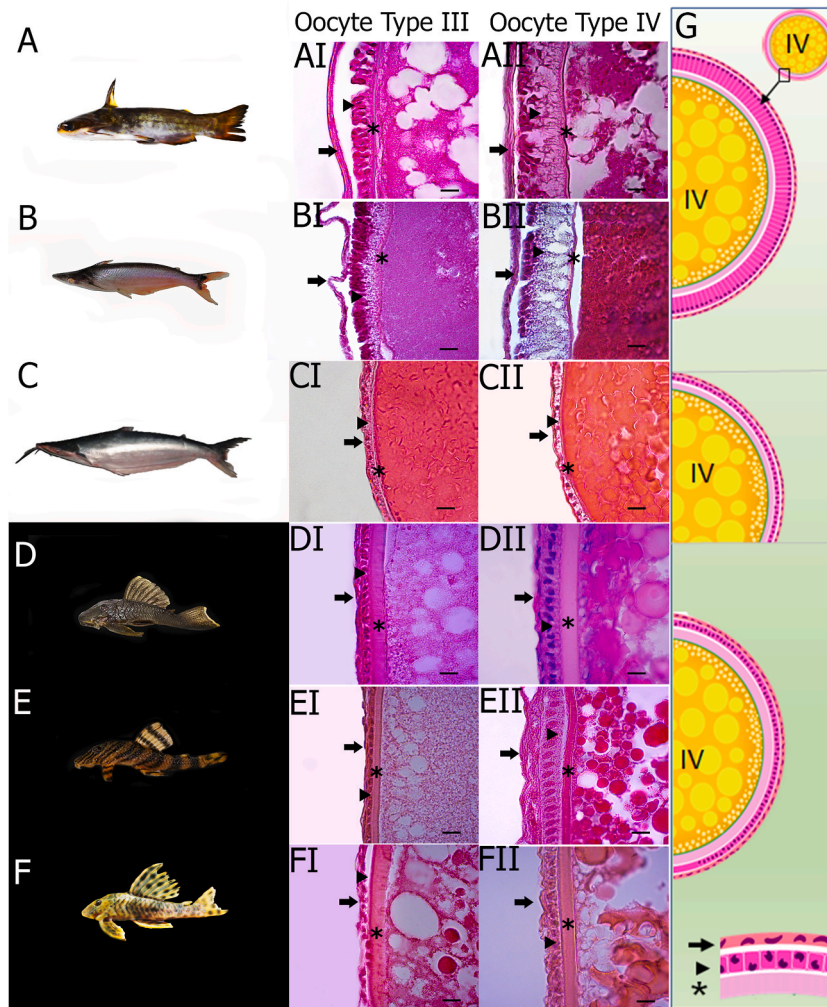 Oocyte Type III Oocyte Type IV
A AI AII G IV
IV
B BI BII
C CI CII
IV
D DI DII
E EI EII
IV
F FI FII
*